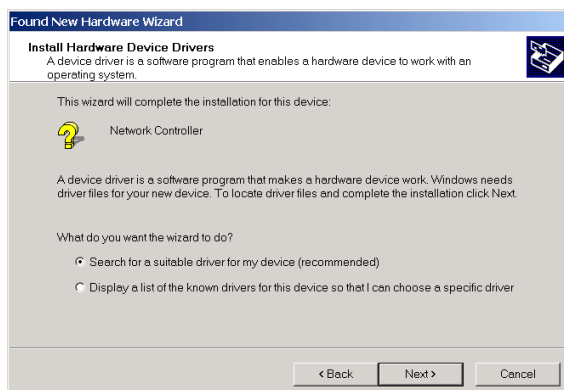 Found New Hardware Wizard
Install Hardware Device Drivers
A device driver is a software program that enables a hardware device to work with an
operating system.
This wizard will complete the installation for this device:
Network Controller
A device driver is a software program that makes a hardware device work. Windows needs
driver files for your new device. To locate driver files and complete the installation click Next.
What do you want the wizard to do?
Search for a suitable driver for my device (recommended)
Display a list of the known drivers for this device so that I can choose a specific driver
< Back Next > Cancel